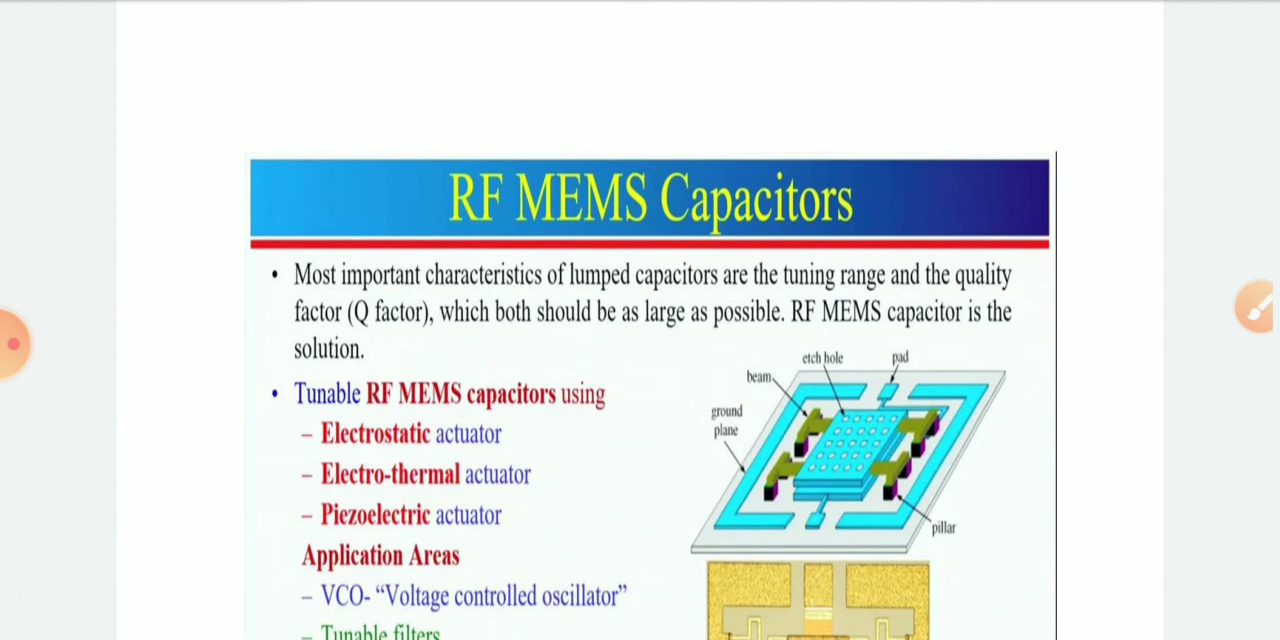 RF MEMS Capacitors
• Most important characteristics of lumped capacitors are the tuning range and the quality
factor (Q factor), which both should be as large as possible. RF MEMS capacitor is the
solution.
etch hole
pad
beam
• Tunable RF MEMS capacitors using
ground
plane
– Electrostatic actuator
– Electro-thermal actuator
– Piezoelectric actuator
pillar
Application Areas
– VCO- “Voltage controlled oscillator”
– Tunable filters